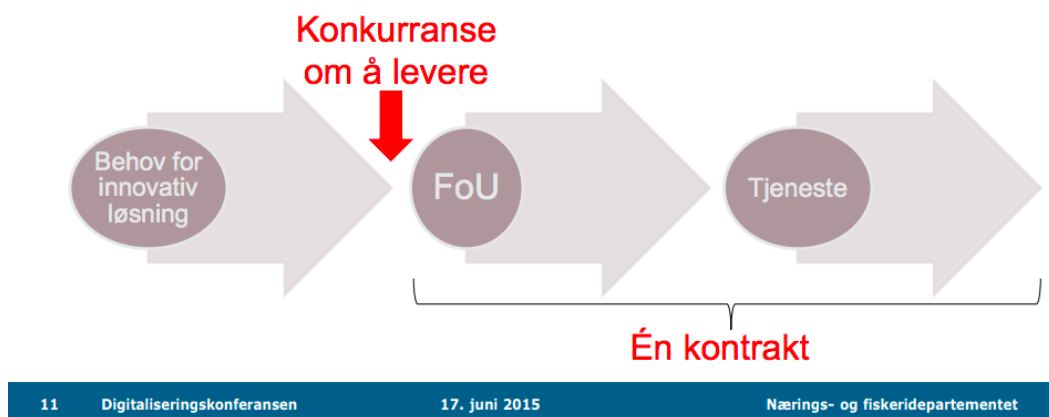 Konkurranse
om å levere
Behov for
innovativ
løsning
FoU
Tjeneste
Én kontrakt
11 Digitaliseringskonferansen 17. juni 2015 Nærings- og fiskeridepartementet